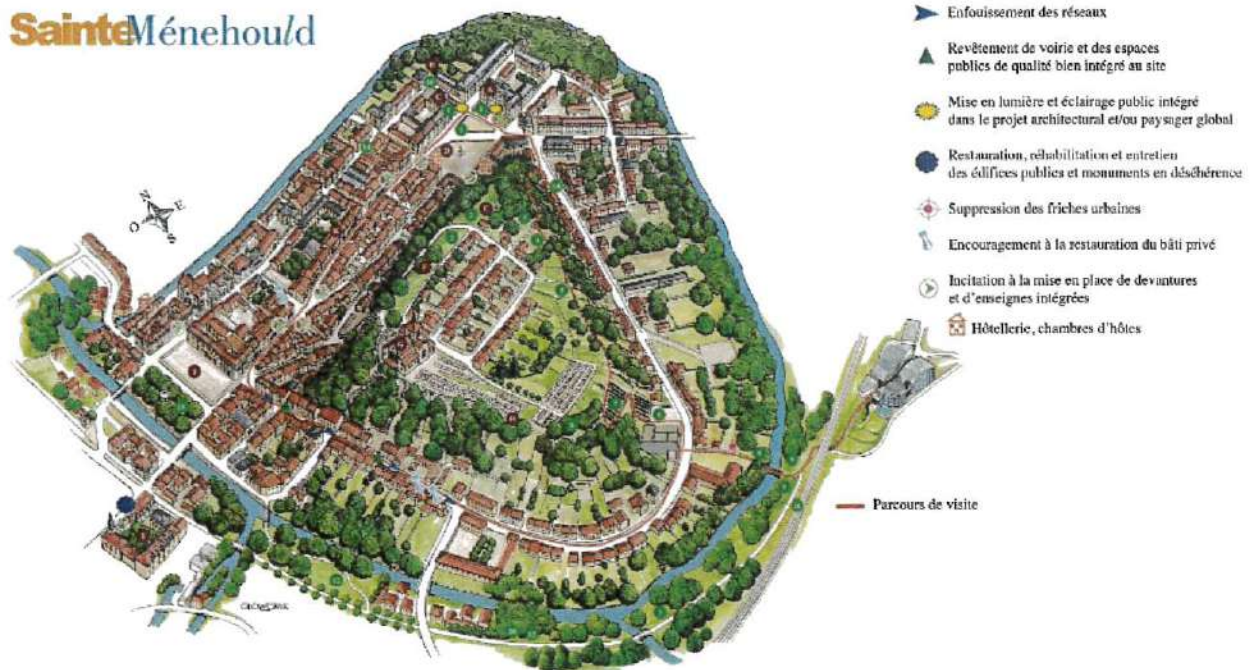 Sainte Ménehould
Enfouissement des réseaux
Revêtement de voirie et des espaces
publics de qualité bien intégré au site
Mise en lumière et éclairage public intégré
dans le projet architectural et/ou paysager global
Restauration, réhabilitation et entretien
des édifices publics et monuments en déséhérence
Suppression des friches urbaines
Encouragement à la restauration du bâti privé
Incitation à la mise en place de devantures
et d'enseignes intégrées
Hôtellerie, chambres d'hôtes
N
E
O
S
Parcours de visite